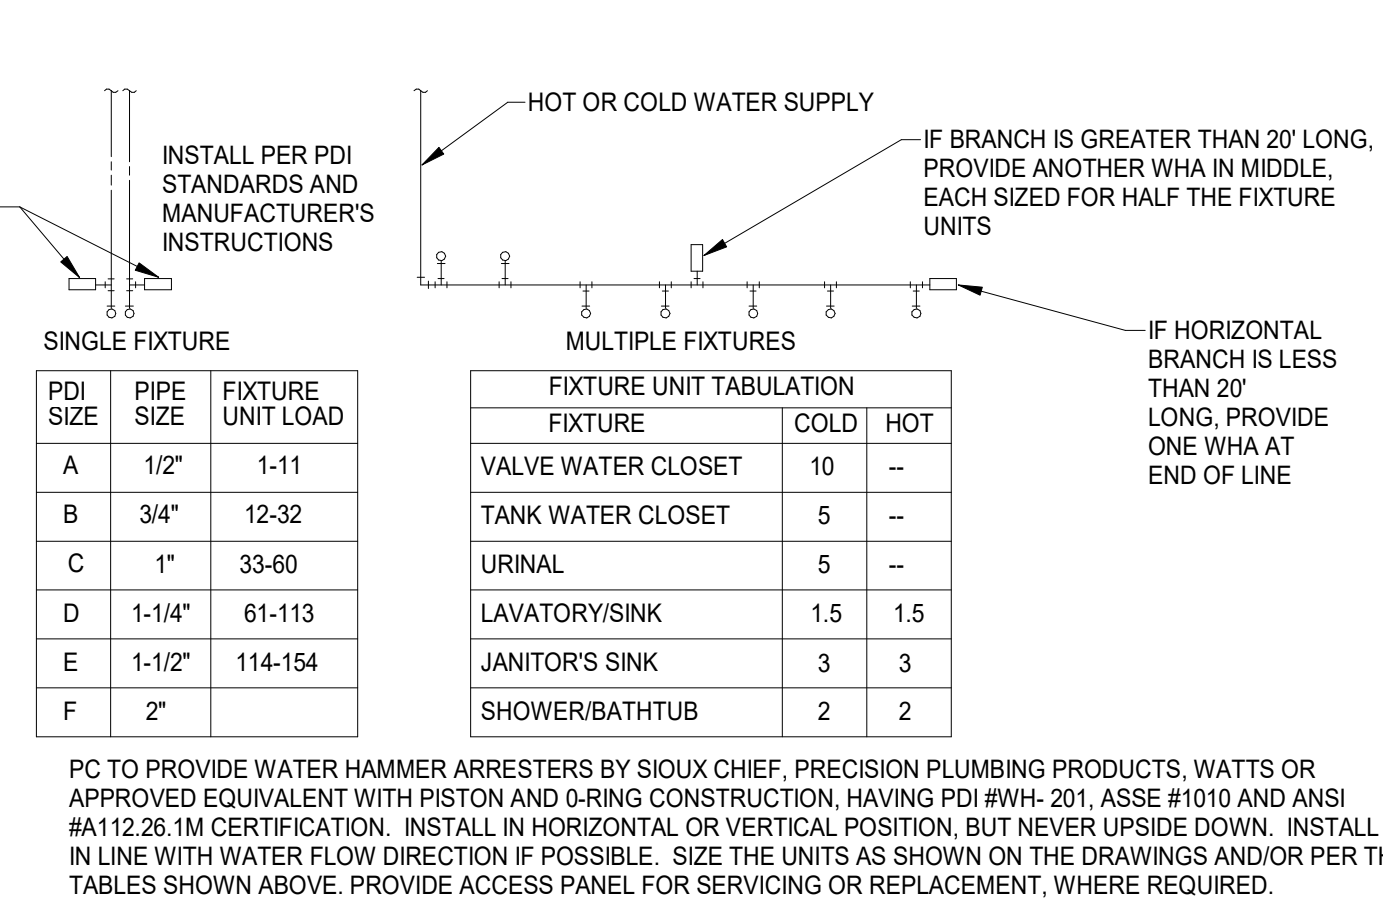 HOT OR COLD WATER SUPPLY
INSTALL PER PDI
STANDARDS AND
MANUFACTURER'S
INSTRUCTIONS
IF BRANCH IS GREATER THAN 20' LONG,
PROVIDE ANOTHER WHA IN MIDDLE,
EACH SIZED FOR HALF THE FIXTURE
UNITS
IF HORIZONTAL
BRANCH IS LESS
THAN 20'
LONG, PROVIDE
ONE WHA AT
END OF LINE
SINGLE FIXTURE
PDI SIZE PIPE SIZE FIXTURE UNIT LOAD
A 1/2" 1-11
B 3/4" 12-32
C 1" 33-60
D 1-1/4" 61-113
E 1-1/2" 114-154
F 2"
MULTIPLE FIXTURES
FIXTURE UNIT TABULATION
FIXTURE COLD HOT
VALVE WATER CLOSET 10 --
TANK WATER CLOSET 5 --
URINAL 5 --
LAVATORY/SINK 1.5 1.5
JANITOR'S SINK 3 3
SHOWER/BATHTUB 2 2
PC TO PROVIDE WATER HAMMER ARRESTERS BY SIOUX CHIEF, PRECISION PLUMBING PRODUCTS, WATTS OR
APPROVED EQUIVALENT WITH PISTON AND 0-RING CONSTRUCTION, HAVING PDI #WH- 201, ASSE #1010 AND ANSI
#A112.26.1M CERTIFICATION. INSTALL IN HORIZONTAL OR VERTICAL POSITION, BUT NEVER UPSIDE DOWN. INSTALL
IN LINE WITH WATER FLOW DIRECTION IF POSSIBLE. SIZE THE UNITS AS SHOWN ON THE DRAWINGS AND/OR PER
TABLES SHOWN ABOVE. PROVIDE ACCESS PANEL FOR SERVICING OR REPLACEMENT, WHERE REQUIRED.